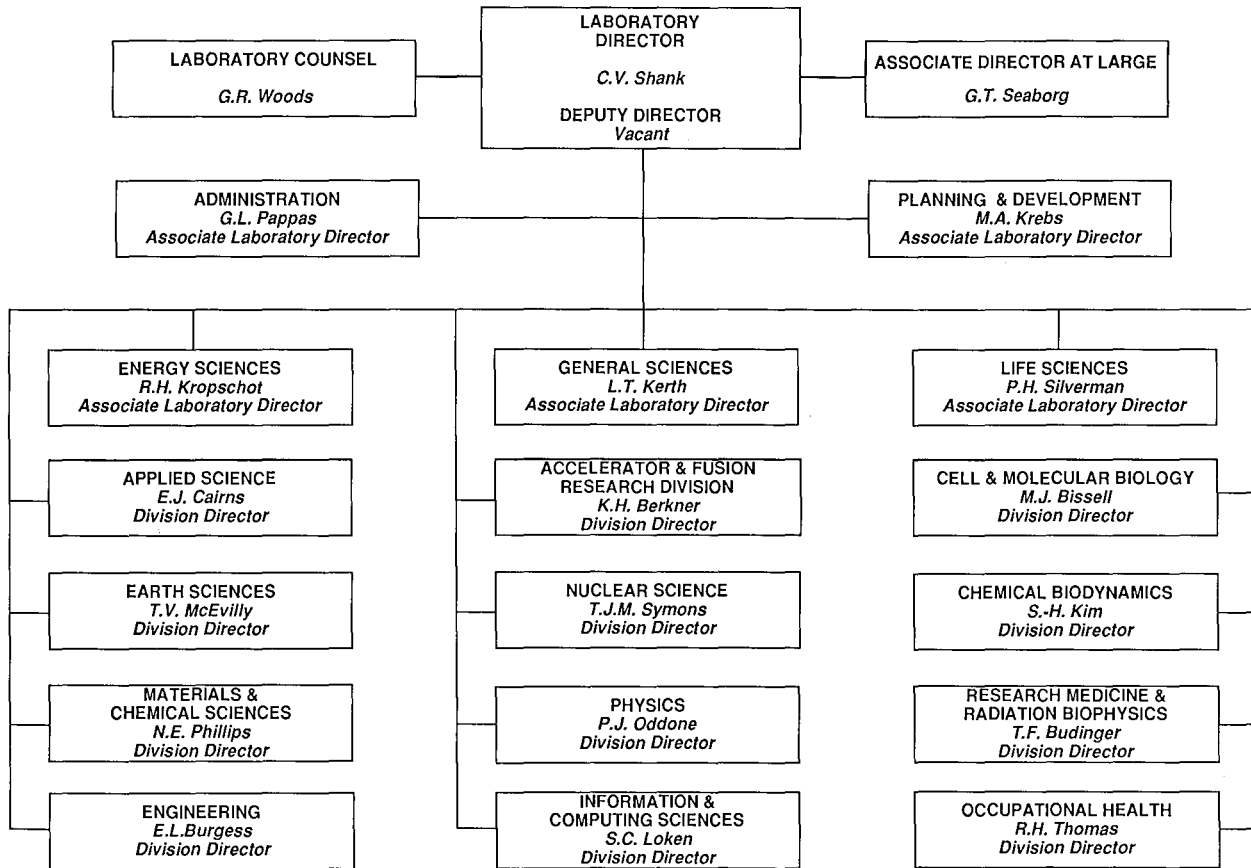 LABORATORY
DIRECTOR
C.V. Shank
DEPUTY DIRECTOR
Vacant
LABORATORY COUNSEL
G.R. Woods
ASSOCIATE DIRECTOR AT LARGE
G.T. Seaborg
ADMINISTRATION
G.L. Pappas
Associate Laboratory Director
PLANNING & DEVELOPMENT
M.A. Krebs
Associate Laboratory Director
ENERGY SCIENCES
R.H. Kropschot
Associate Laboratory Director
APPLIED SCIENCE
E.J. Cairns
Division Director
EARTH SCIENCES
T.V. McEvilly
Division Director
MATERIALS &
CHEMICAL SCIENCES
N.E. Phillips
Division Director
ENGINEERING
E.L.Burgess
Division Director
GENERAL SCIENCES
L.T. Kerth
Associate Laboratory Director
ACCELERATOR & FUSION
RESEARCH DIVISION
K.H. Berkner
Division Director
NUCLEAR SCIENCE
T.J.M. Symons
Division Director
PHYSICS
P.J. Oddone
Division Director
INFORMATION &
COMPUTING SCIENCES
S.C. Loken
Division Director
LIFE SCIENCES
P.H. Silverman
Associate Laboratory Director
CELL & MOLECULAR BIOLOGY
M.J. Bissell
Division Director
CHEMICAL BIODYNAMICS
S.-H. Kim
Division Director
RESEARCH MEDICINE &
RADIATION BIOPHYSICS
T.F. Budinger
Division Director
OCCUPATIONAL HEALTH
R.H. Thomas
Division Director